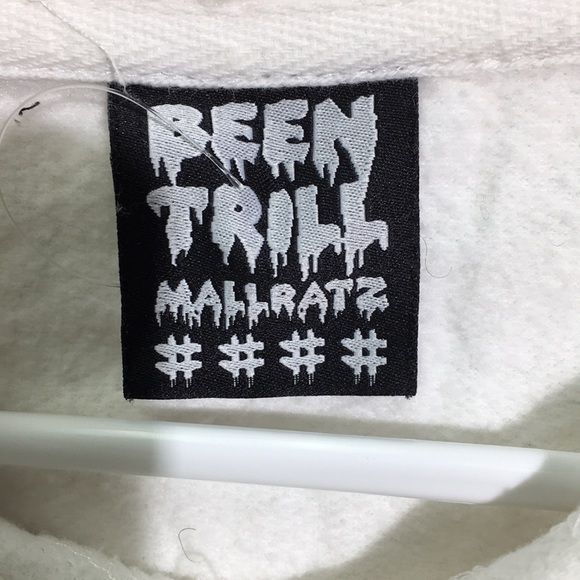 BEEN
TRILL
MALLRATZ
# # # #